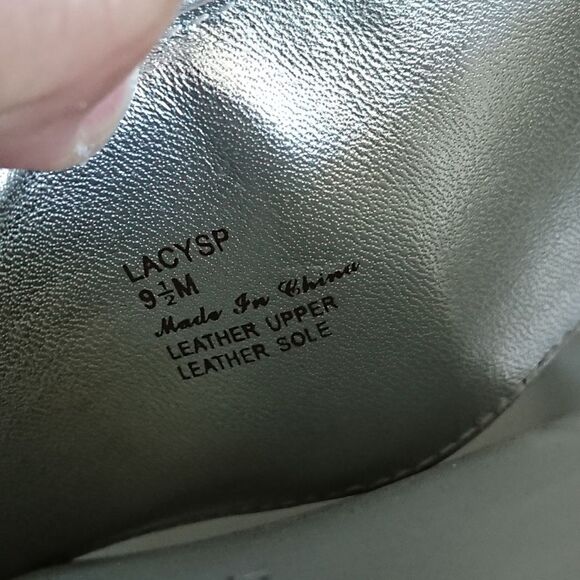 LACYSP
9½M
Made In China
LEATHER UPPER
LEATHER SOLE